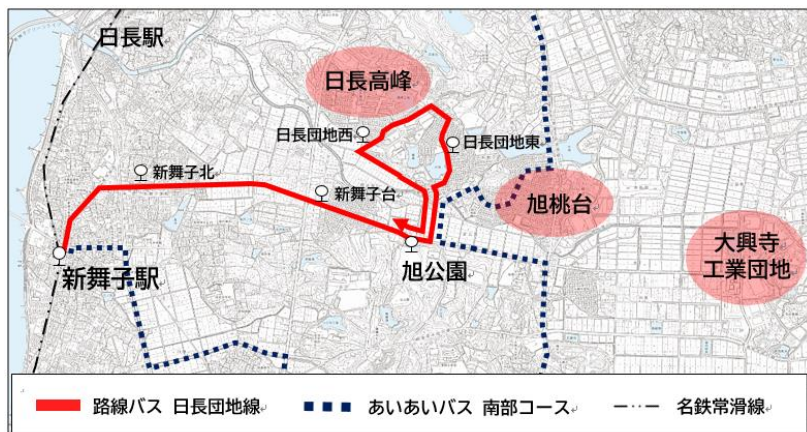 日長駅
日長高峰
日長団地西
日長団地東
新舞子北
新舞子台
旭桃台
大興寺
工業団地
新舞子駅
旭公園
路線バス 日長団地線
あいあいバス 南部コース
名鉄常滑線